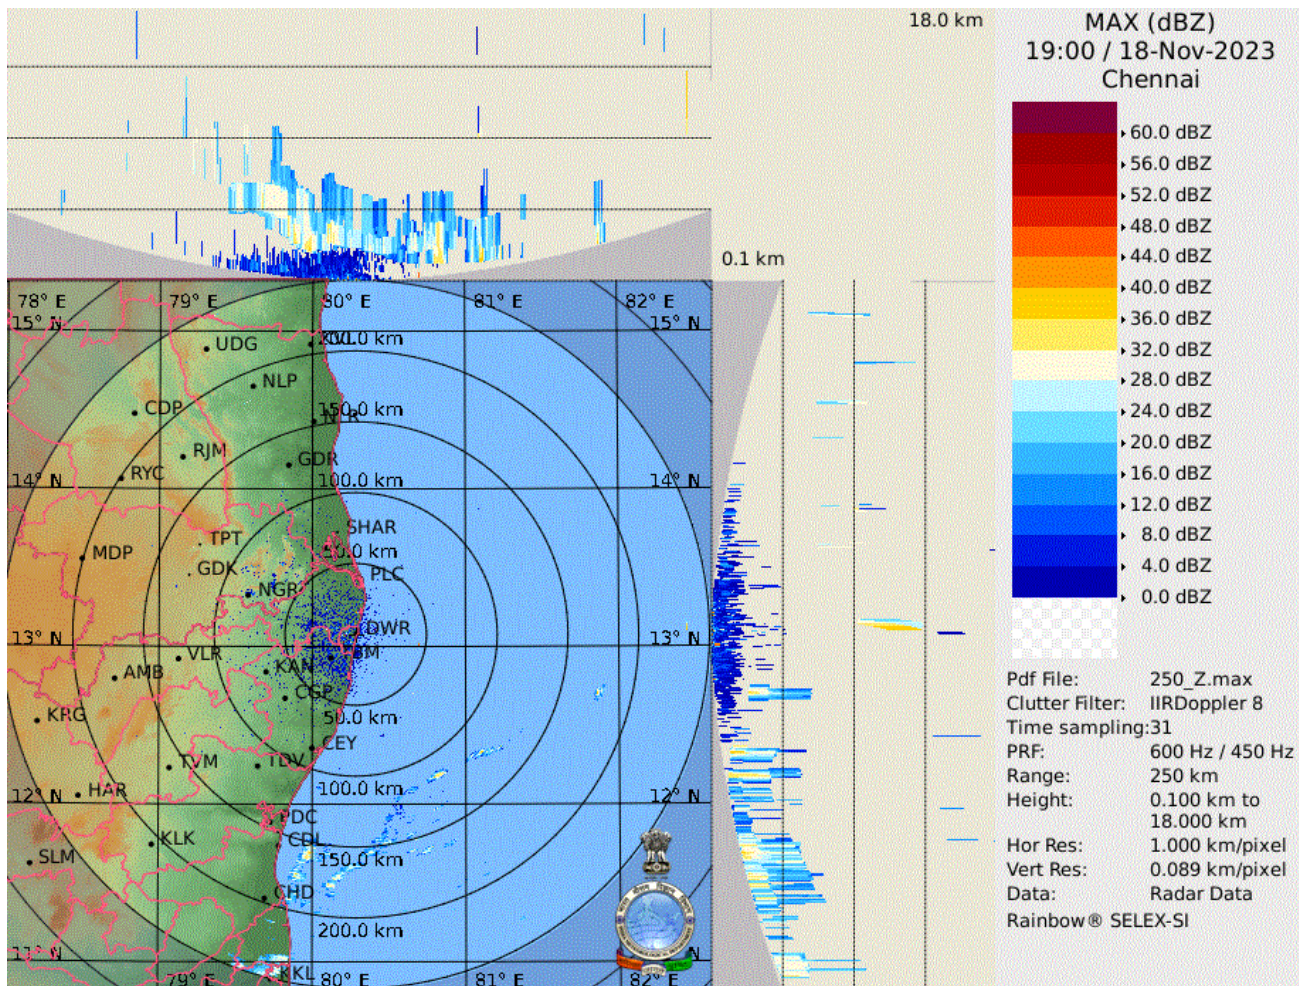 18.0 km
0.1 km
MAX (dBZ)
19:00 / 18-Nov-2023
Chennai
60.0 dBZ
56.0 dBZ
52.0 dBZ
48.0 dBZ
44.0 dBZ
40.0 dBZ
36.0 dBZ
32.0 dBZ
28.0 dBZ
24.0 dBZ
20.0 dBZ
16.0 dBZ
12.0 dBZ
8.0 dBZ
4.0 dBZ
0.0 dBZ
Pdf File: 250_Z.max
Clutter Filter: IIRDoppler 8
Time sampling:31
PRF: 600 Hz / 450 Hz
Range: 250 km
Height: 0.100 km to
18.000 km
Hor Res: 1.000 km/pixel
Vert Res: 0.089 km/pixel
Data: Radar Data
Rainbow® SELEX-SI
78° E 79° E 80° E 81° E 82° E
15° N 15° N
UDG 200.0 km
NLP
CDP 150.0 km
NLR
RJM GDR
RYC 100.0 km
14° N 14° N
SHAR
TPT
MDP 50.0 km
GDK PLC
NGR
DWR
13° N 13° N
VLR
AMB KAN
CGP
KRG 50.0 km
CEY
TVM TDV
HAR 100.0 km
12° N 12° N
PDC
KLK CDL
SLM 150.0 km
CHD
200.0 km
11° N
KKL
79° E 80° E 81° E 82° E